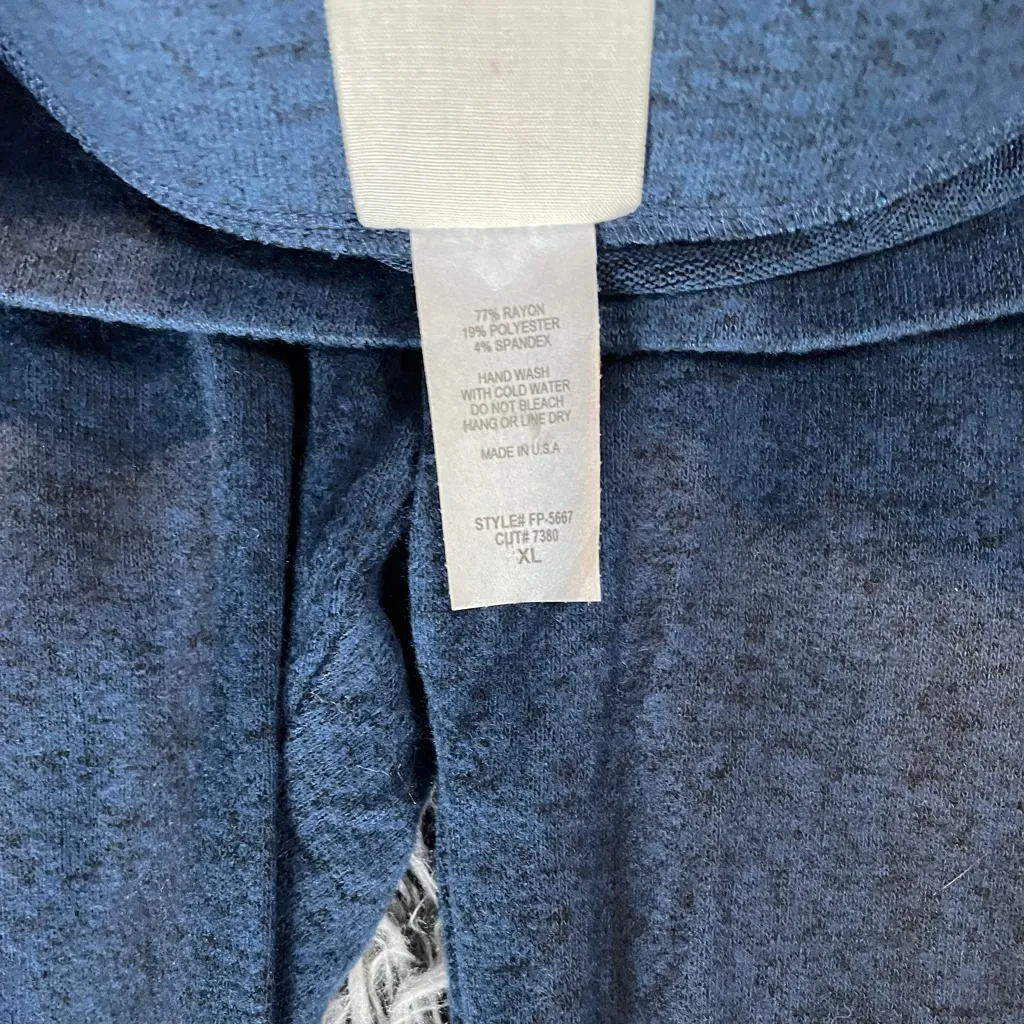 77% RAYON
19% POLYESTER
4% SPANDEX
HAND WASH
WITH COLD WATER
DO NOT BLEACH
HANG OR LINE DRY
MADE IN U.S.A
STYLE# FP-5667
CUT# 7380
XL